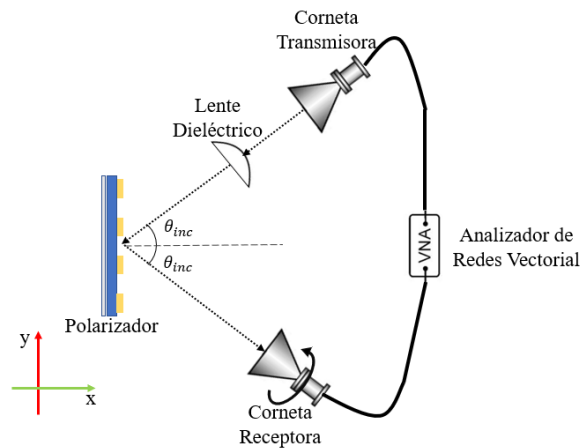 Corneta
Transmisora
Lente
Dieléctrico
θinc
θinc
VNA
Analizador de
Redes Vectorial
Polarizador
y
x
Corneta
Receptora